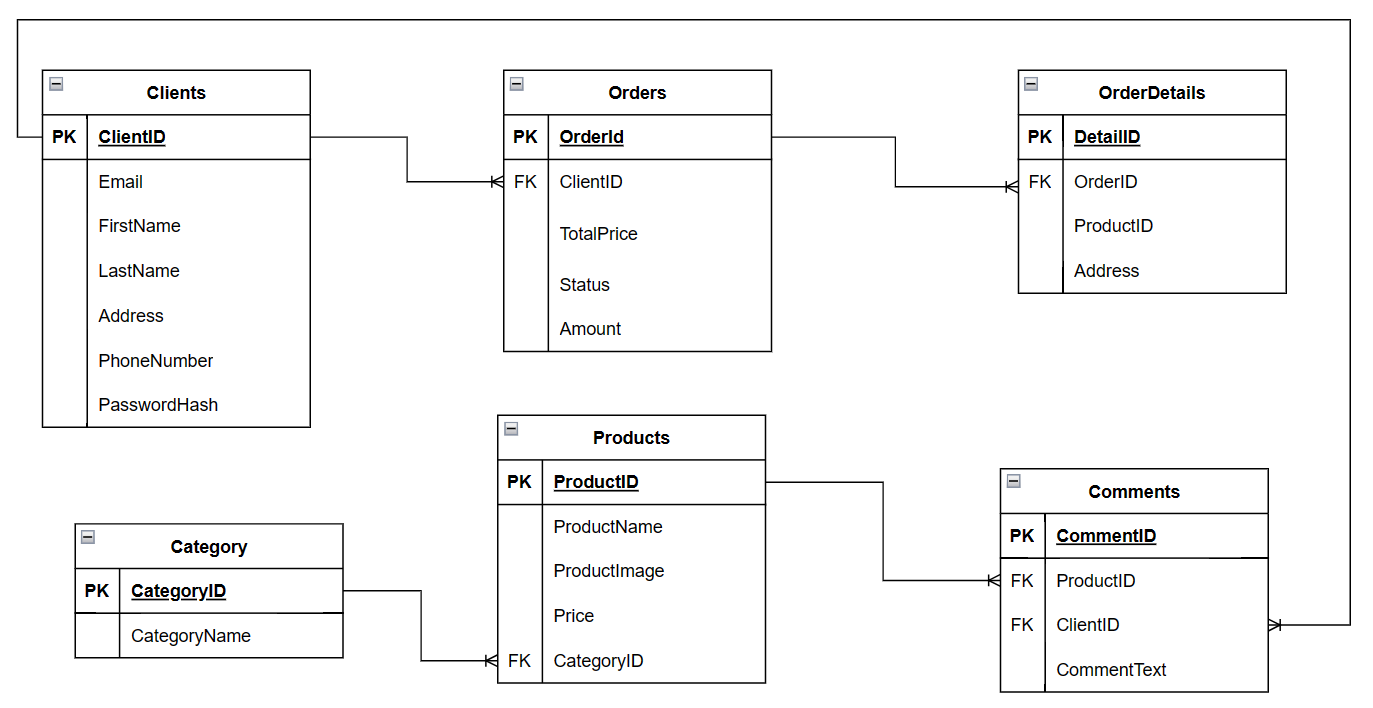 Clients
PK ClientID
Email
FirstName
LastName
Address
PhoneNumber
PasswordHash
Orders
PK OrderId
FK ClientID
TotalPrice
Status
Amount
OrderDetails
PK DetailID
FK OrderID
ProductID
Address
Category
PK CategoryID
CategoryName
Products
PK ProductID
ProductName
ProductImage
Price
FK CategoryID
Comments
PK CommentID
FK ProductID
FK ClientID
CommentText